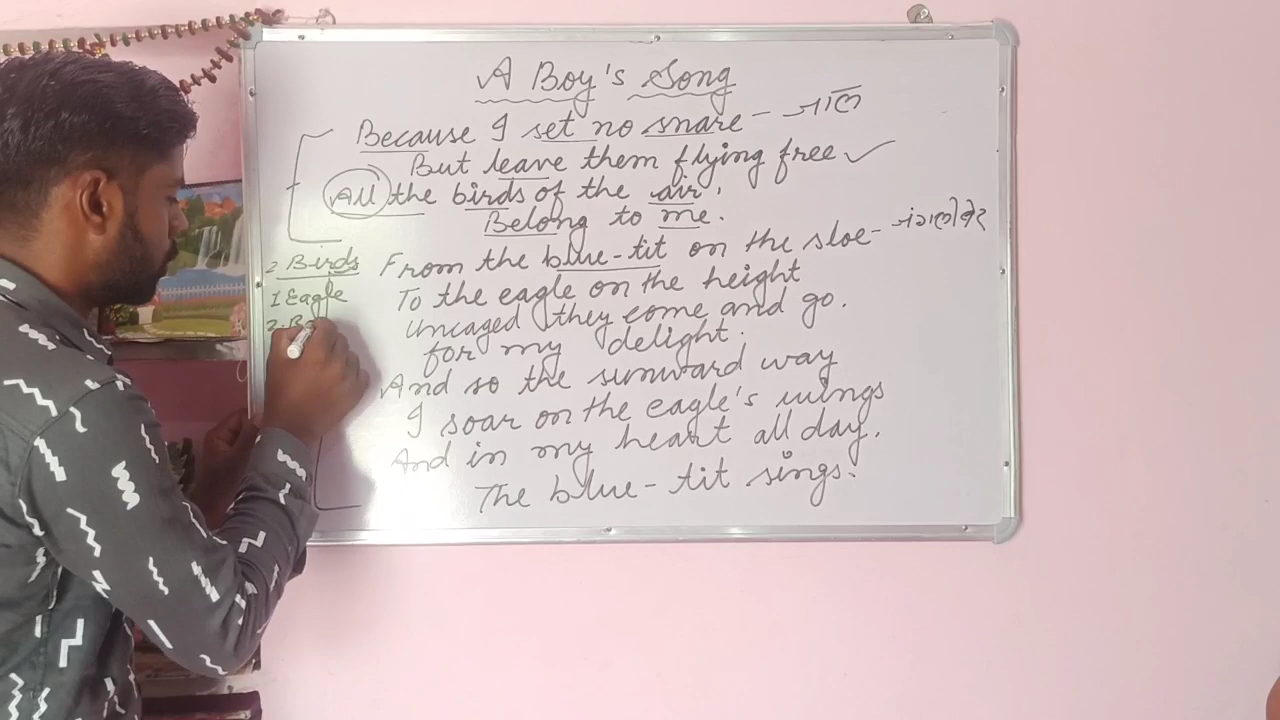 A Boy's Song
Because I set no snare - जाल
But leave them flying free ✓
All the birds of the air,
Belong to me.
From the blue-tit on the sloe - जंगली बेर
To the eagle on the height
Uncaged they come and go.
for my delight.
And so the sunward way
I soar on the eagle's wings
And in my heart all day,
The blue-tit sings.
2 Birds
1 Eagle
2. B